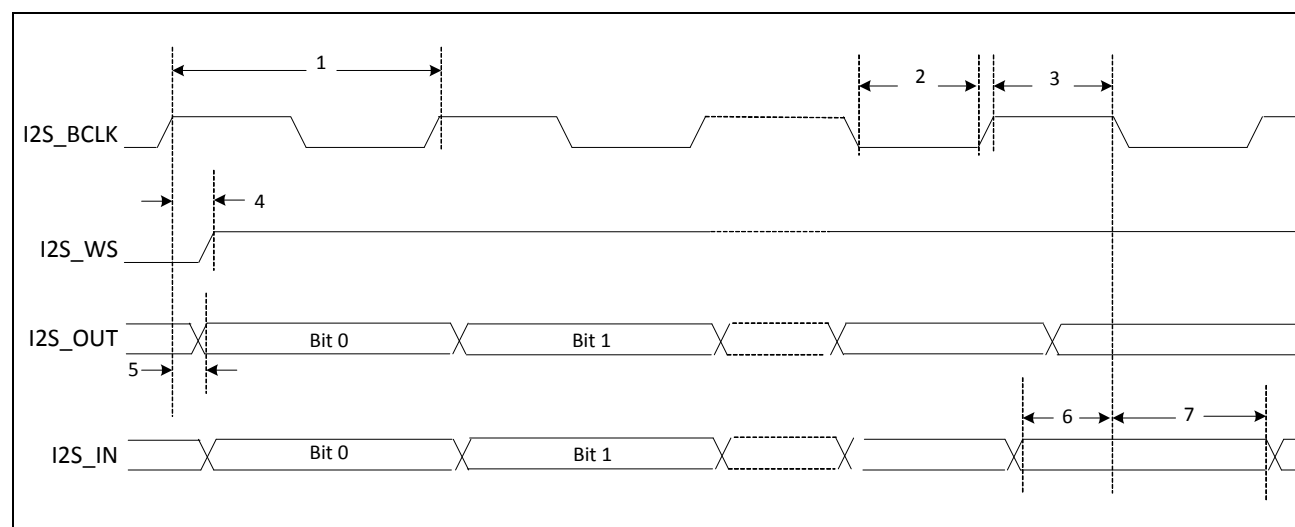 1
2
3
I2S_BCLK
4
I2S_WS
I2S_OUT
Bit 0
Bit 1
5
6
7
I2S_IN
Bit 0
Bit 1